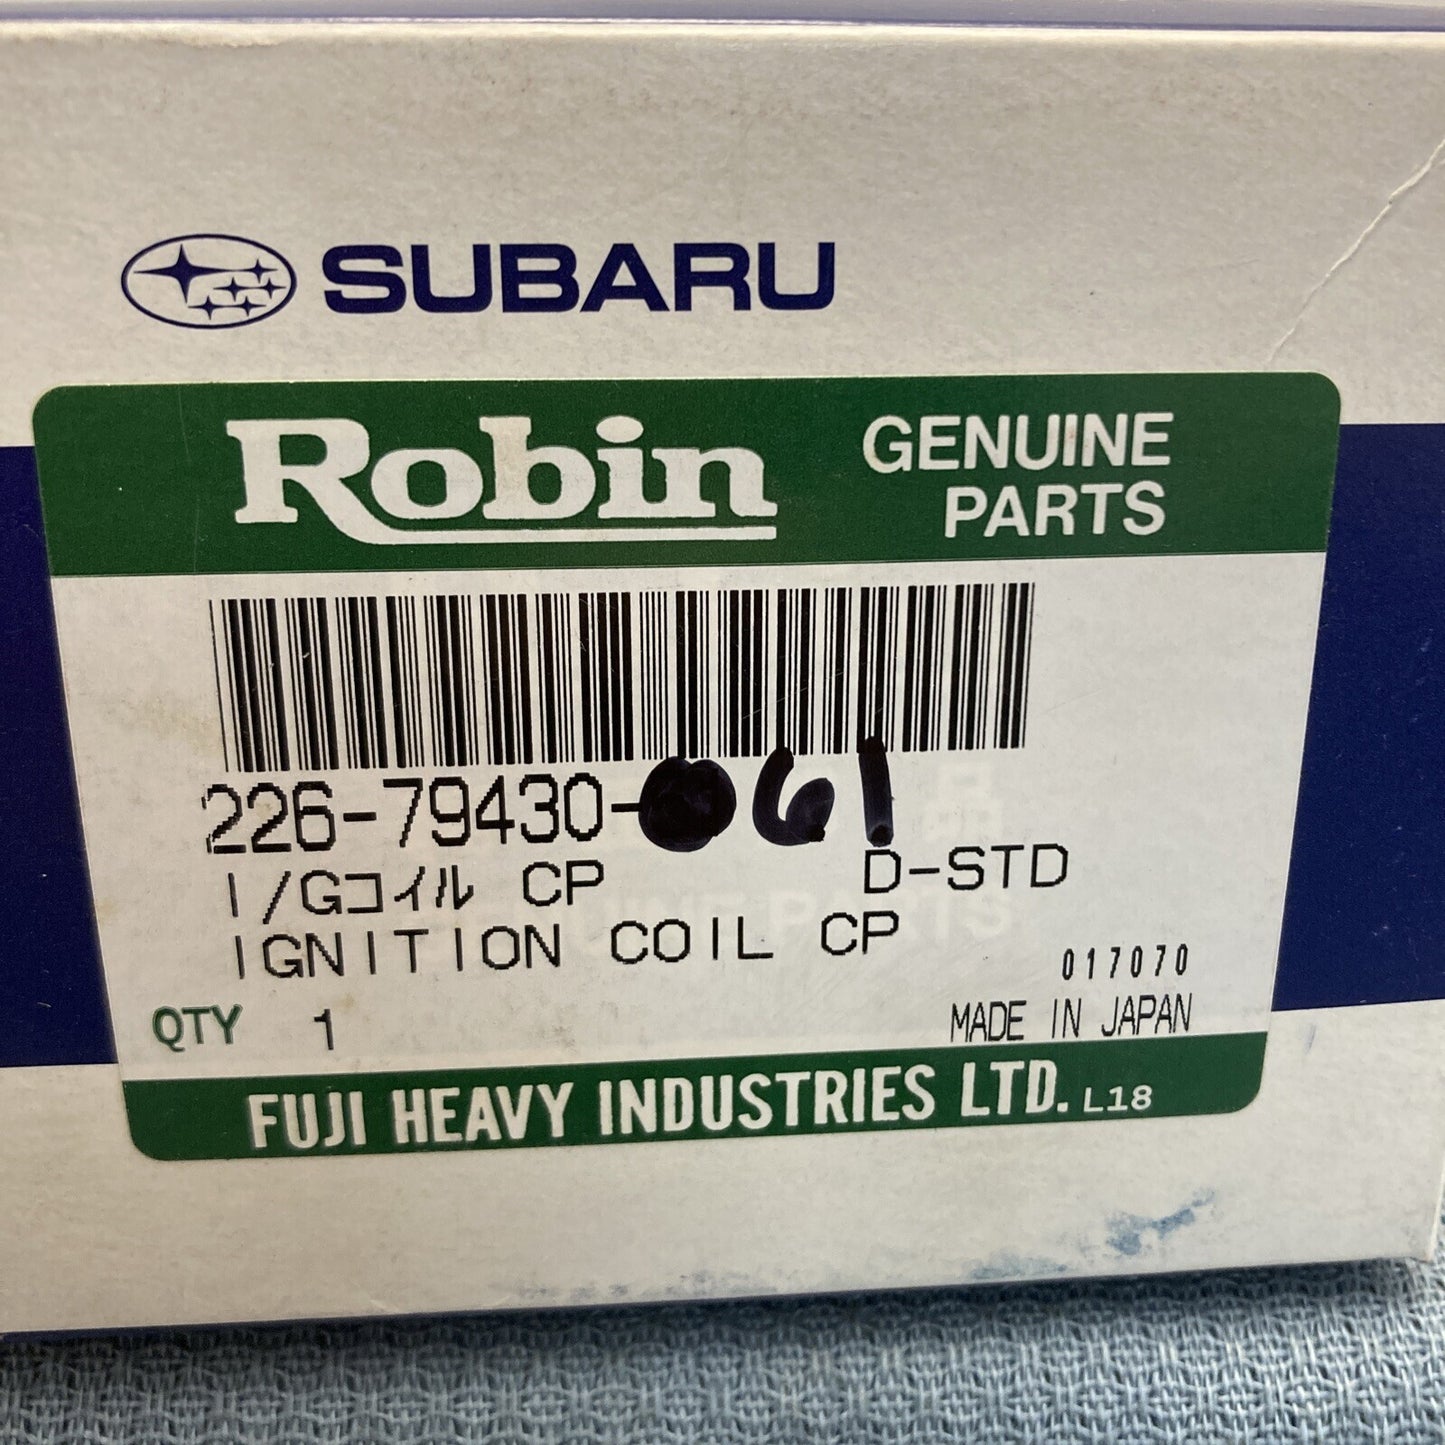 SUBARU
Robin GENUINE PARTS
226-79430-61
I/Gコイル CP D-STD
IGNITION COIL CP
017070
QTY 1 MADE IN JAPAN
FUJI HEAVY INDUSTRIES LTD. L18